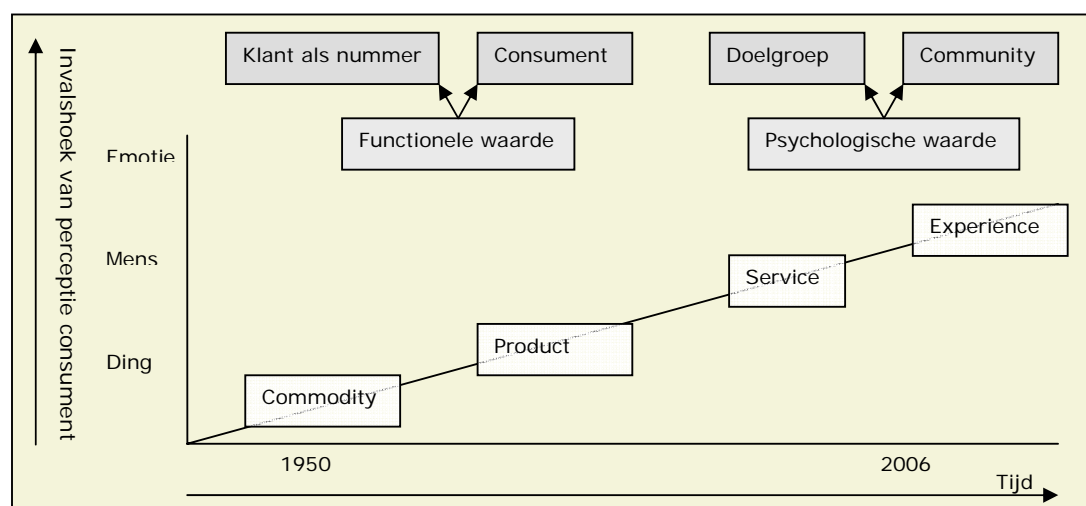 Klant als nummer
Consument
Doelgroep
Community
Functionele waarde
Psychologische waarde
Invalshoek van perceptie consument
Emotie
Mens
Ding
Experience
Service
Product
Commodity
1950
2006
Tijd